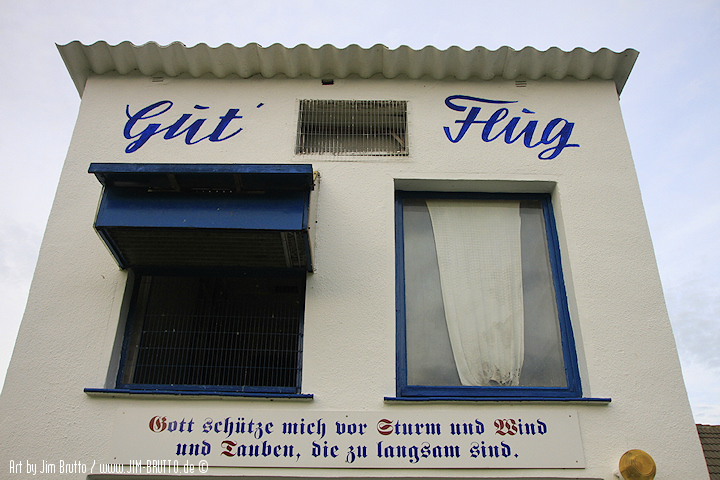 Gut' Flug
Gott schütze mich vor Sturm und Wind
und Tauben, die zu langsam sind.
Art by Jim Brutto / www.JIM-BRUTTO.de ©